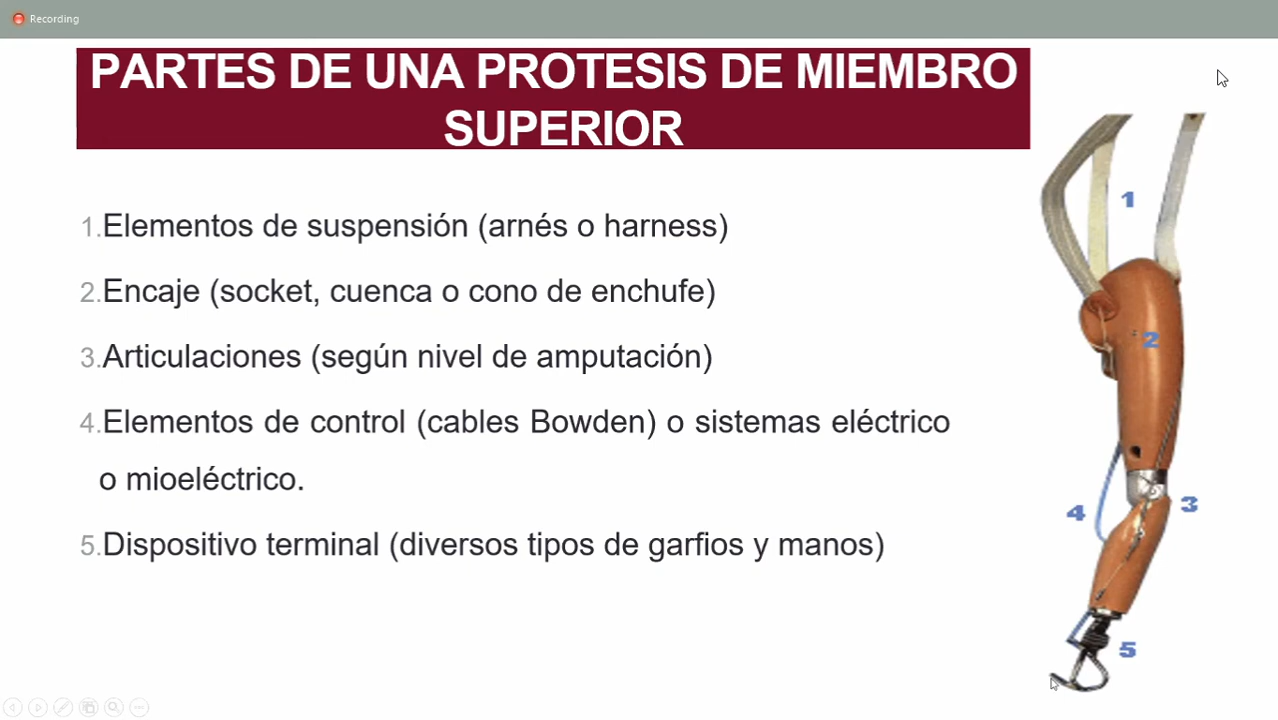 Recording
PARTES DE UNA PROTESIS DE MIEMBRO
SUPERIOR
1.Elementos de suspensión (arnés o harness)
2.Encaje (socket, cuenca o cono de enchufe)
3.Articulaciones (según nivel de amputación)
4.Elementos de control (cables Bowden) o sistemas eléctrico
o mioeléctrico.
5.Dispositivo terminal (diversos tipos de garfios y manos)
1
2
3
4
5